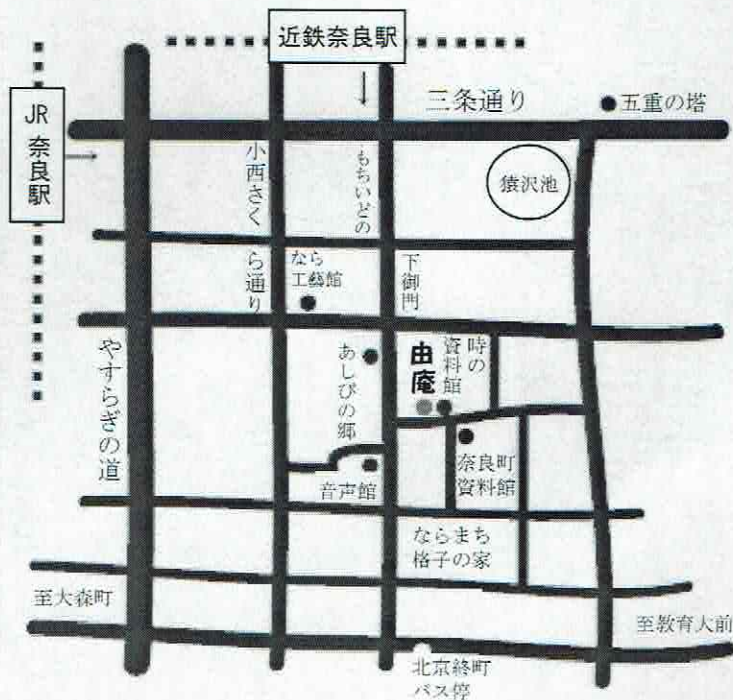 近鉄奈良駅
JR奈良駅
三条通り
五重の塔
猿沢池
小西さくら通り
もちいどの
なら
工藝館
下御門
やすらぎの道
あしびの郷
由庵
時の
資料館
奈良町
資料館
音声館
ならまち
格子の家
至大森町
至教育大前
北京終町
バス停